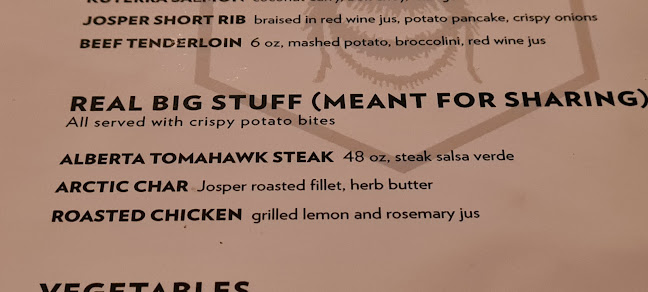 JOSPER SHORT RIB braised in red wine jus, potato pancake, crispy onions
BEEF TENDERLOIN 6 oz, mashed potato, broccolini, red wine jus
REAL BIG STUFF (MEANT FOR SHARING)
All served with crispy potato bites
ALBERTA TOMAHAWK STEAK 48 oz, steak salsa verde
ARCTIC CHAR Josper roasted fillet, herb butter
ROASTED CHICKEN grilled lemon and rosemary jus
VEGETABLES